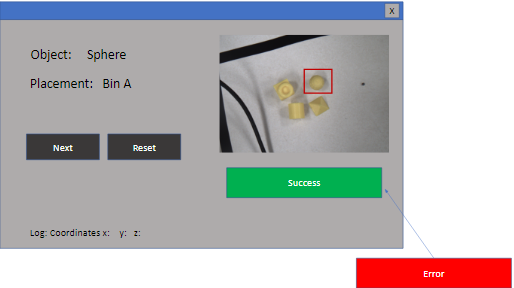 X
Object: Sphere
Placement: Bin A
Next Reset
Success
Log: Coordinates x: y: z:
Error